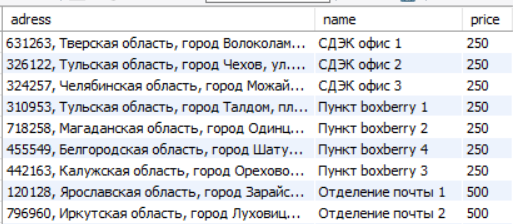 adress name price
631263, Тверская область, город Волоколам... СДЭК офис 1 250
326122, Тульская область, город Чехов, ул.... СДЭК офис 2 250
324257, Челябинская область, город Можай... СДЭК офис 3 250
310953, Тульская область, город Талдом, пл... Пункт boxberry 1 250
718258, Магаданская область, город Одинц... Пункт boxberry 2 250
455549, Белгородская область, город Шату... Пункт boxberry 4 250
442163, Калужская область, город Орехово... Пункт boxberry 3 250
120128, Ярославская область, город Зарайс... Отделение почты 1 500
796960, Иркутская область, город Луховиц... Отделение почты 2 500